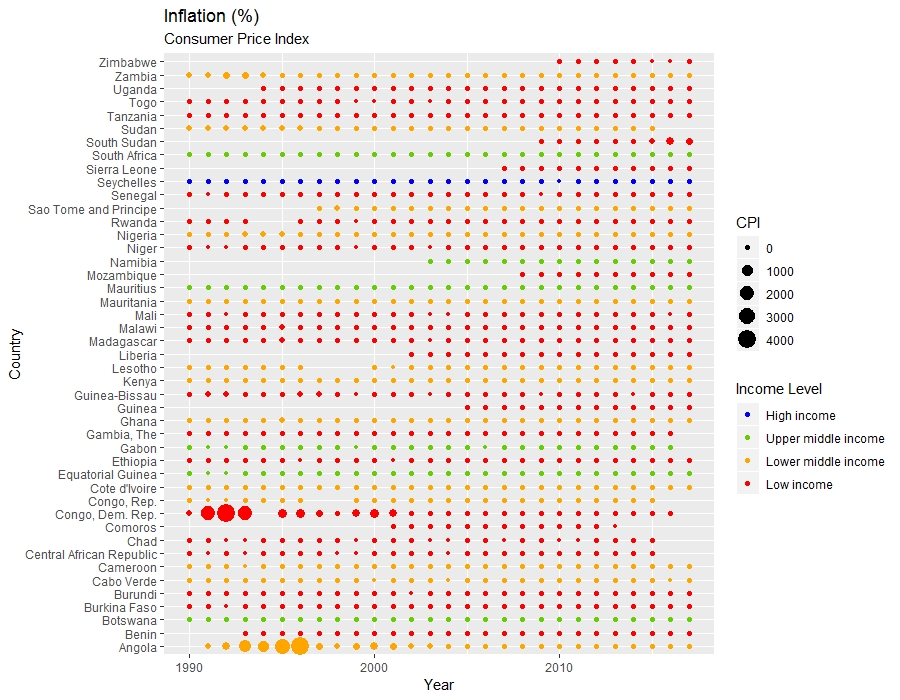 Inflation (%)
Consumer Price Index
Zimbabwe
Zambia
Uganda
Togo
Tanzania
Sudan
South Sudan
South Africa
Sierra Leone
Seychelles
Senegal
Sao Tome and Principe
Rwanda
Nigeria
Niger
Namibia
Mozambique
Mauritius
Mauritania
Mali
Malawi
Madagascar
Liberia
Lesotho
Kenya
Guinea-Bissau
Guinea
Ghana
Gambia, The
Gabon
Ethiopia
Equatorial Guinea
Cote d'Ivoire
Congo, Rep.
Congo, Dem. Rep.
Comoros
Chad
Central African Republic
Cameroon
Cabo Verde
Burundi
Burkina Faso
Botswana
Benin
Angola
Country
1990
2000
2010
Year
CPI
0
1000
2000
3000
4000
Income Level
High income
Upper middle income
Lower middle income
Low income